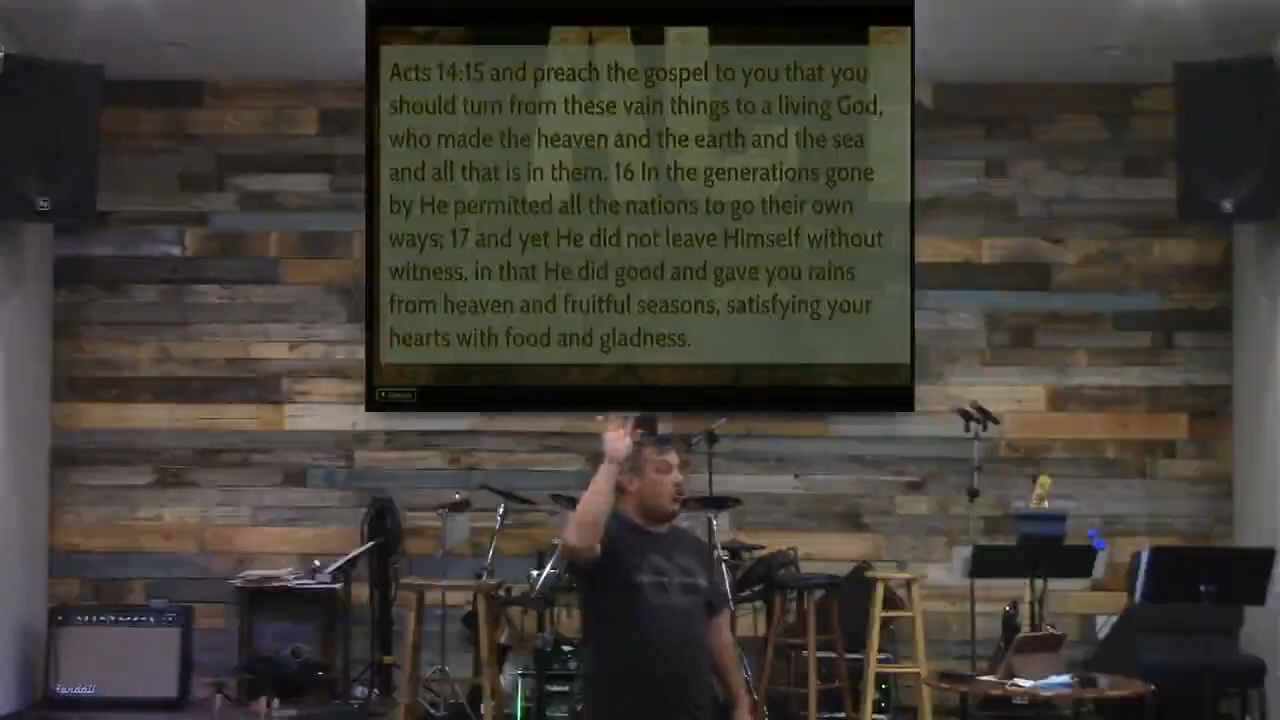 Acts 14:15 and preach the gospel to you that you
should turn from these vain things to a living God,
who made the heaven and the earth and the sea
and all that is in them. 16 In the generations gone
by He permitted all the nations to go their own
ways; 17 and yet He did not leave Himself without
witness, in that He did good and gave you rains
from heaven and fruitful seasons, satisfying your
hearts with food and gladness.
Randall